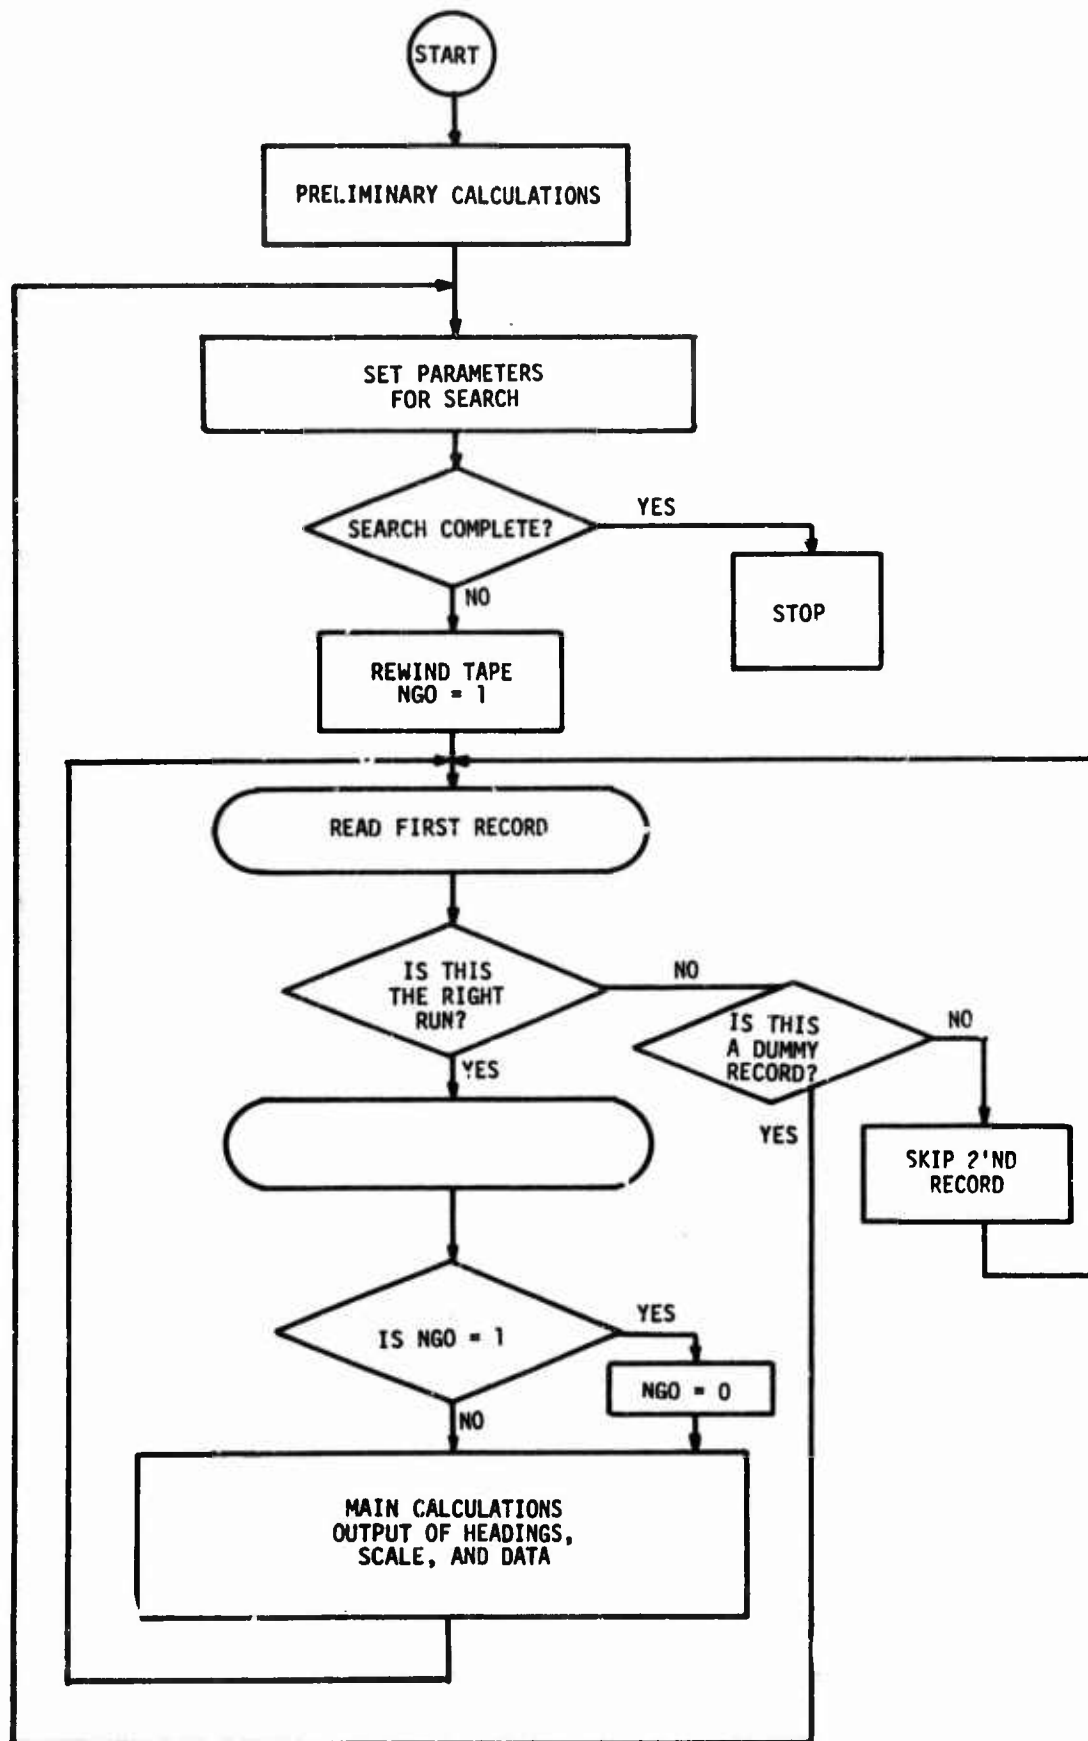 START
PRELIMINARY CALCULATIONS
SET PARAMETERS
FOR SEARCH
SEARCH COMPLETE?
YES
STOP
NO
REWIND TAPE
NGO = 1
READ FIRST RECORD
IS THIS
THE RIGHT
RUN?
NO
IS THIS
A DUMMY
RECORD?
NO
YES
YES
SKIP 2'ND
RECORD
IS NGO = 1
YES
NGO = 0
NO
MAIN CALCULATIONS
OUTPUT OF HEADINGS,
SCALE, AND DATA